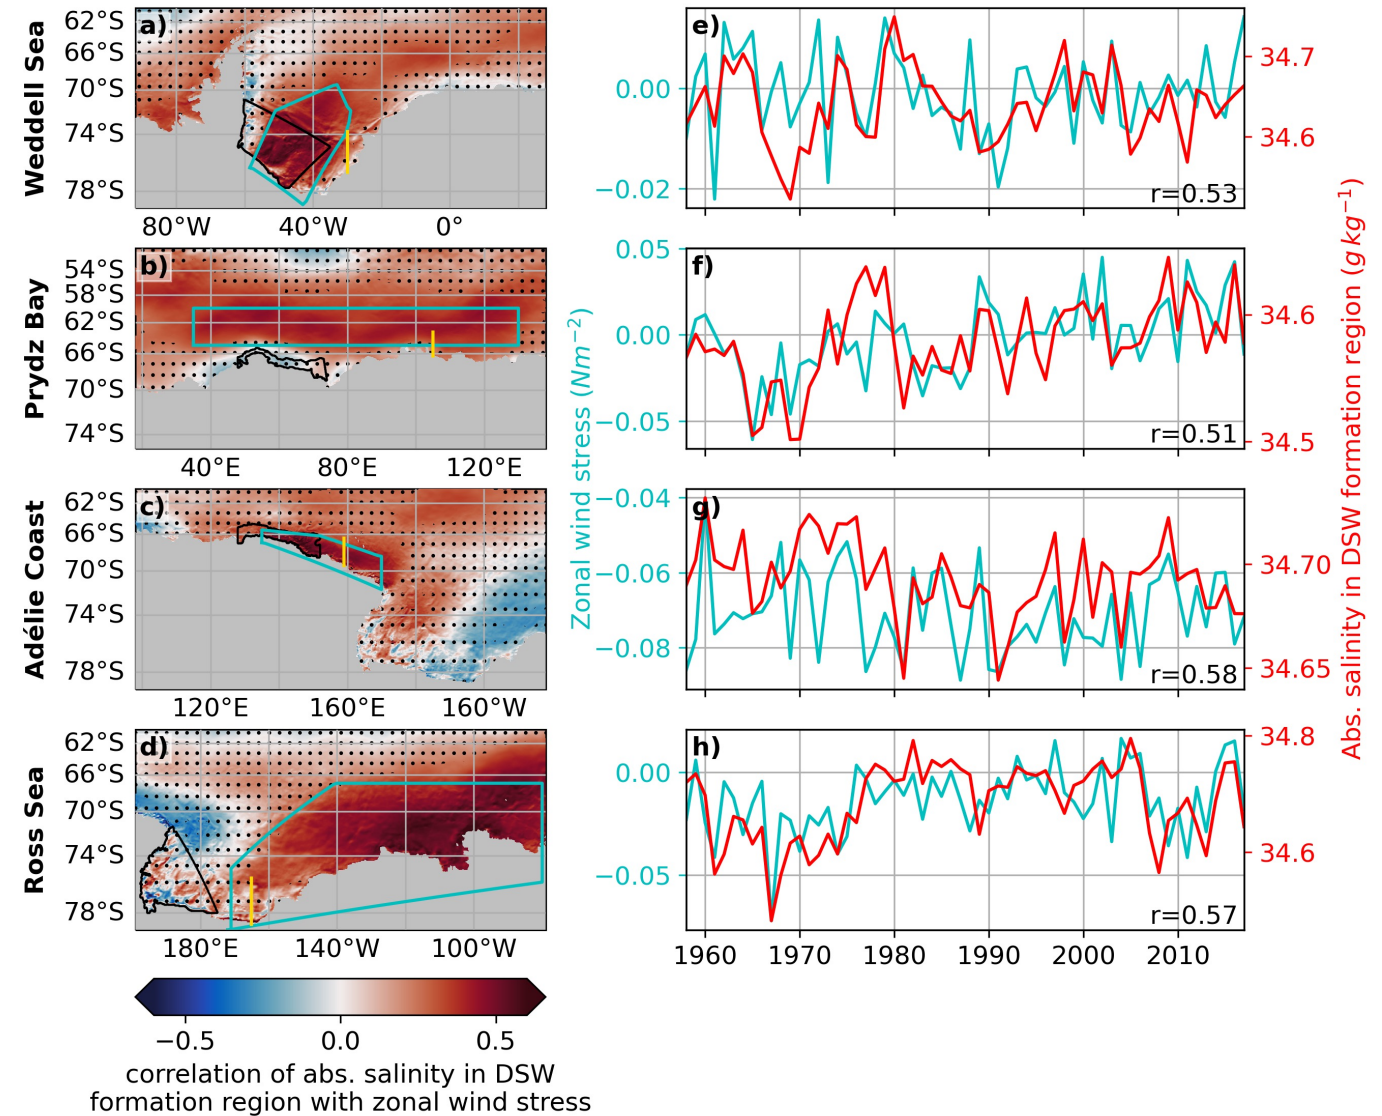 Weddell Sea
a)
62°S
66°S
70°S
74°S
78°S
80°W 40°W 0°
e)
0.00
−0.02
34.7
34.6
r=0.53
Prydz Bay
b)
54°S
58°S
62°S
66°S
70°S
74°S
40°E 80°E 120°E
f)
0.05
0.00
−0.05
34.6
34.5
r=0.51
Adélie Coast
c)
62°S
66°S
70°S
74°S
78°S
120°E 160°E 160°W
g)
−0.04
−0.06
−0.08
34.70
34.65
r=0.58
Ross Sea
d)
62°S
66°S
70°S
74°S
78°S
180°E 140°W 100°W
h)
0.00
−0.05
34.8
34.6
r=0.57
1960 1970 1980 1990 2000 2010
Zonal wind stress (Nm⁻²)
Abs. salinity in DSW formation region (g kg⁻¹)
−0.5 0.0 0.5
correlation of abs. salinity in DSW
formation region with zonal wind stress